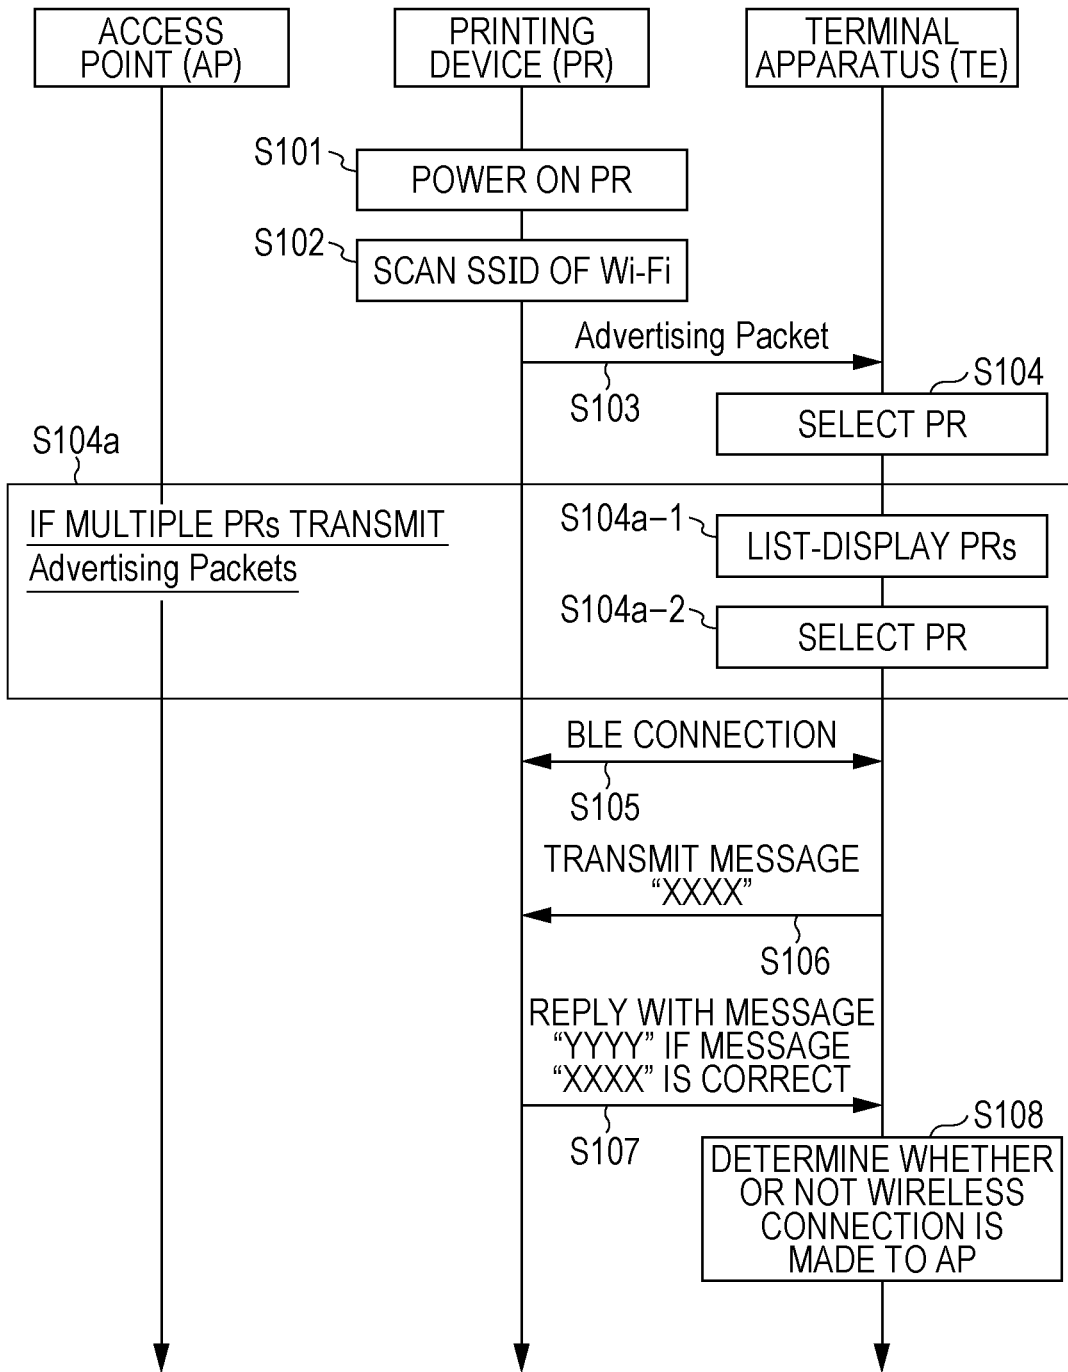 ACCESS
POINT (AP)
PRINTING
DEVICE (PR)
TERMINAL
APPARATUS (TE)
S101
POWER ON PR
S102
SCAN SSID OF Wi-Fi
Advertising Packet
S103
S104
SELECT PR
S104a
IF MULTIPLE PRs TRANSMIT
Advertising Packets
S104a-1
LIST-DISPLAY PRs
S104a-2
SELECT PR
BLE CONNECTION
S105
TRANSMIT MESSAGE
“XXXX”
S106
REPLY WITH MESSAGE
“YYYY” IF MESSAGE
“XXXX” IS CORRECT
S107
S108
DETERMINE WHETHER
OR NOT WIRELESS
CONNECTION IS
MADE TO AP